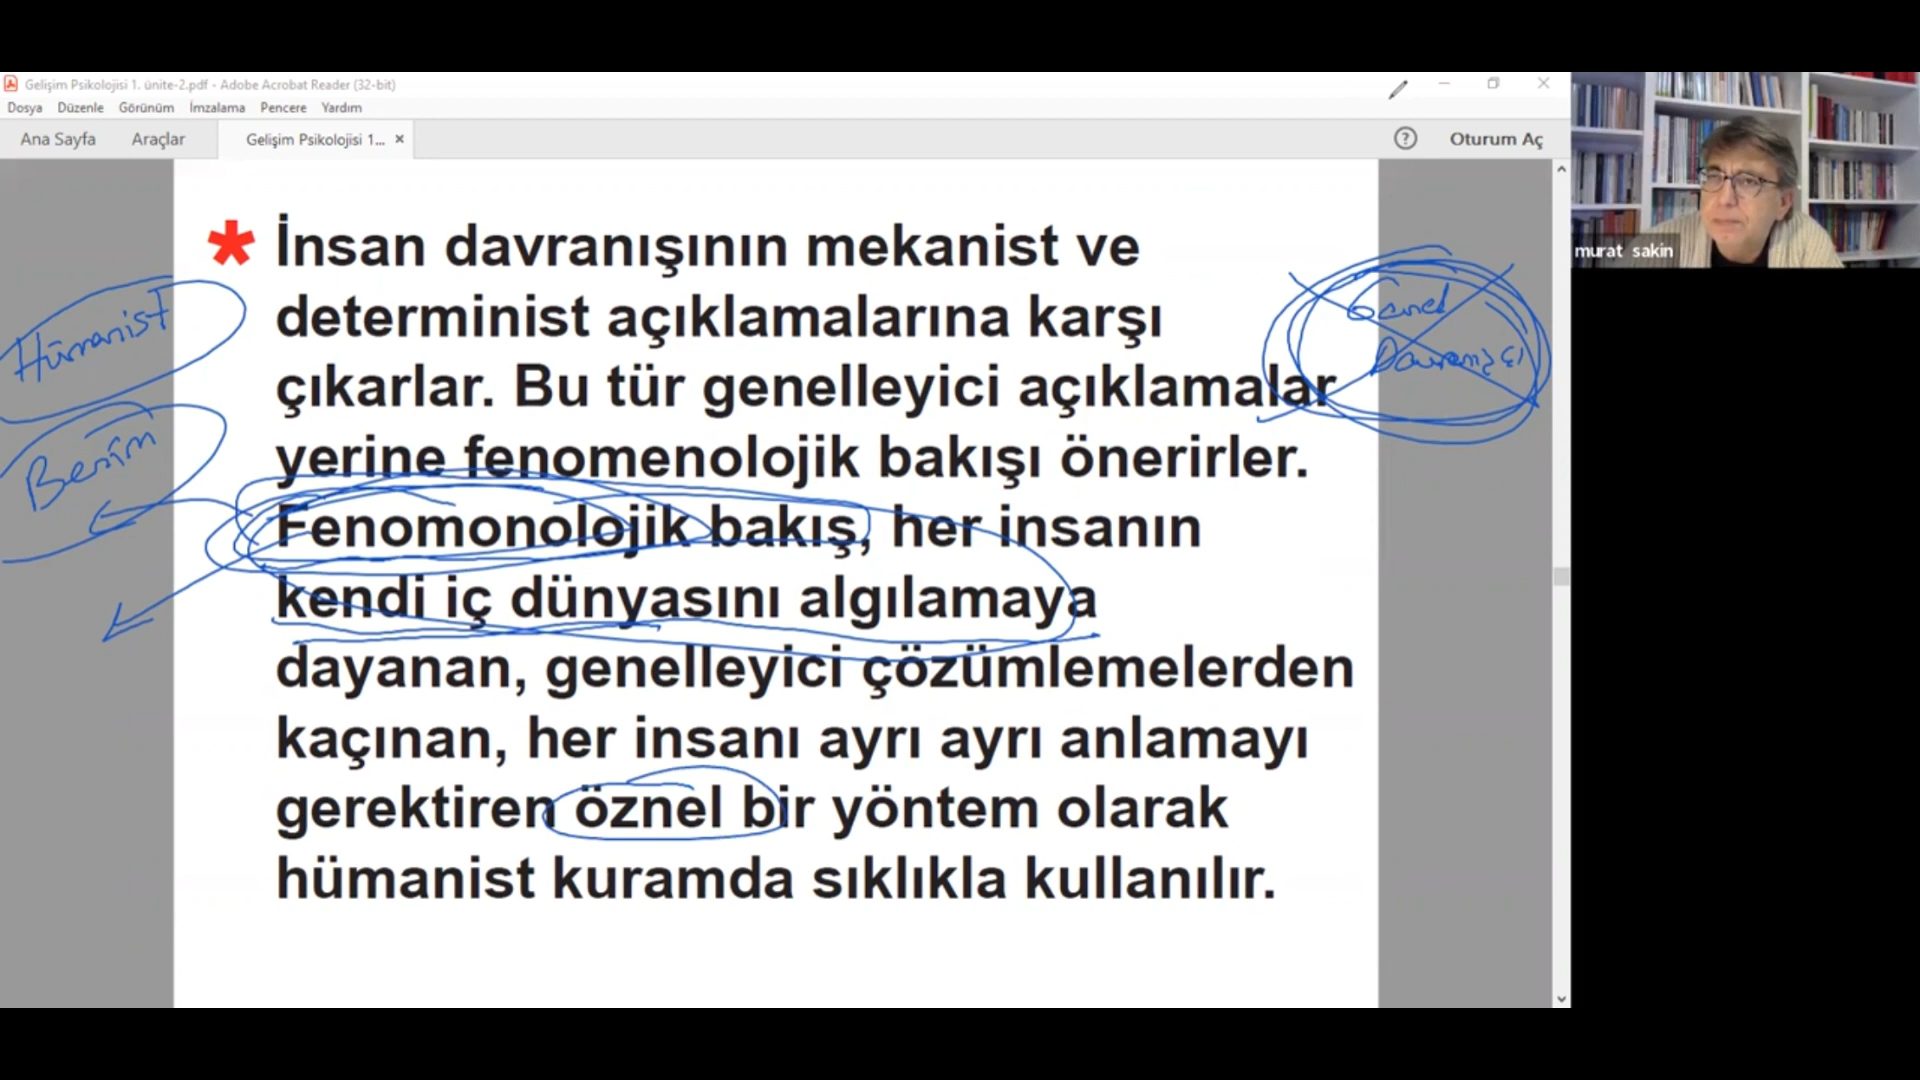 Gelişim Psikolojisi 1. ünite-2.pdf - Adobe Acrobat Reader (32-bit)
Dosya Düzenle Görünüm İmzalama Pencere Yardım
Ana Sayfa Araçlar Gelişim Psikolojisi 1... × ? Oturum Aç
murat sakin
* İnsan davranışının mekanist ve
determinist açıklamalarına karşı
çıkarlar. Bu tür genelleyici açıklamalar
yerine fenomenolojik bakışı önerirler.
Fenomonolojik bakış, her insanın
kendi iç dünyasını algılamaya
dayanan, genelleyici çözümlemelerden
kaçınan, her insanı ayrı ayrı anlamayı
gerektiren öznel bir yöntem olarak
hümanist kuramda sıklıkla kullanılır.
Hümanist
Benim
Genel
Davranışçı